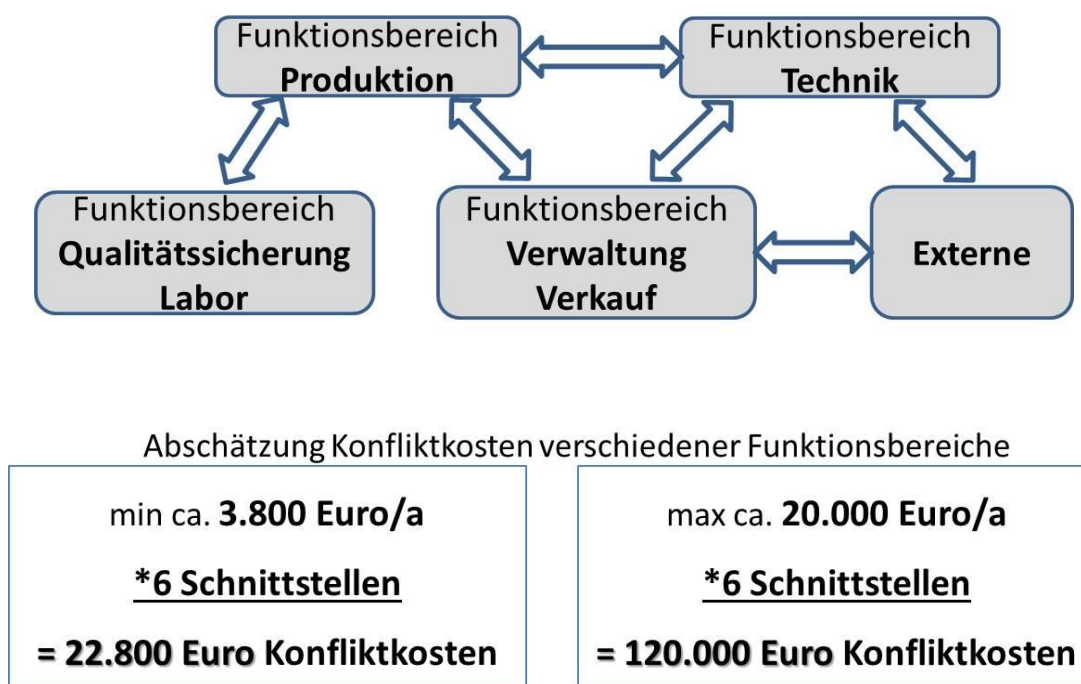 Funktionsbereich
Produktion
Funktionsbereich
Technik
Funktionsbereich
Qualitätssicherung
Labor
Funktionsbereich
Verwaltung
Verkauf
Externe
Abschätzung Konfliktkosten verschiedener Funktionsbereiche
min ca. 3.800 Euro/a
*6 Schnittstellen
= 22.800 Euro Konfliktkosten
max ca. 20.000 Euro/a
*6 Schnittstellen
= 120.000 Euro Konfliktkosten